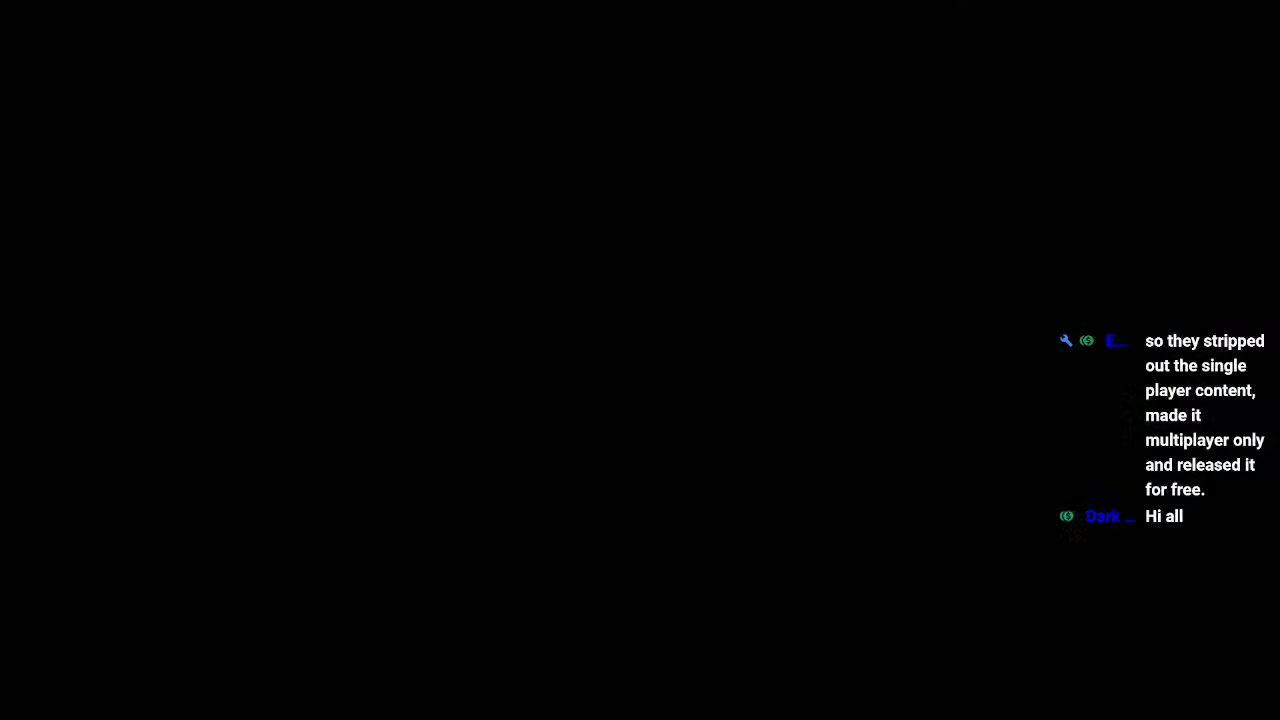 E... so they stripped
out the single
player content,
made it
multiplayer only
and released it
for free.
Dark ... Hi all